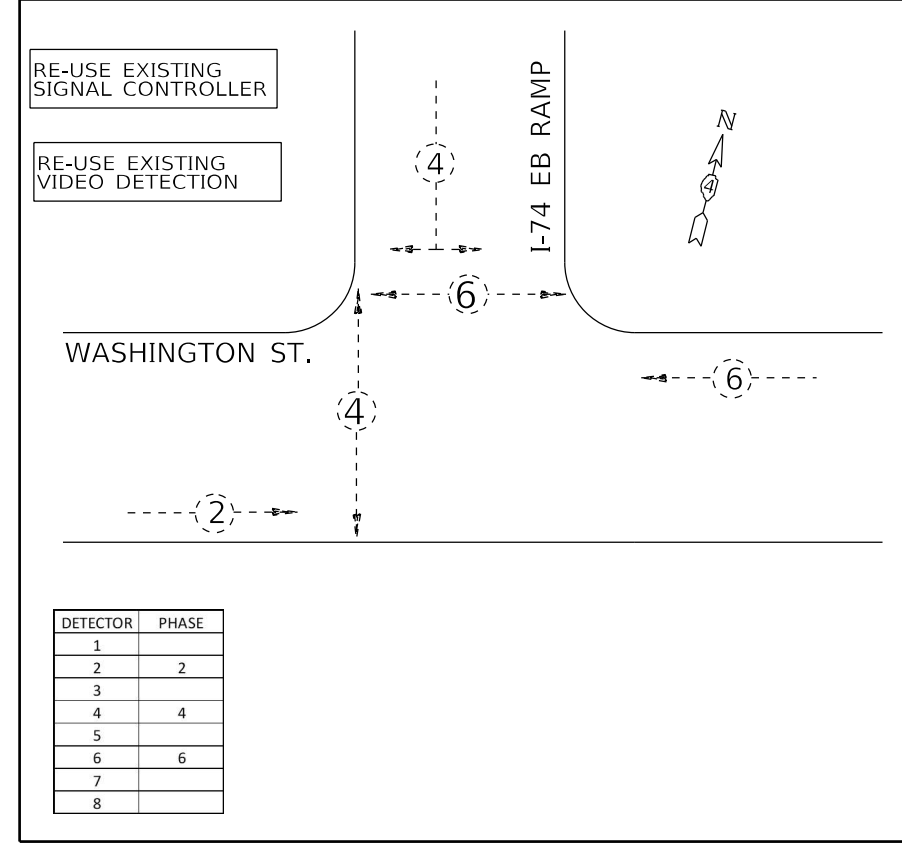 RE-USE EXISTING
SIGNAL CONTROLLER
RE-USE EXISTING
VIDEO DETECTION
4
I-74 EB RAMP
N
4
6
WASHINGTON ST.
6
4
2
DETECTOR PHASE
1
2 2
3
4 4
5
6 6
7
8